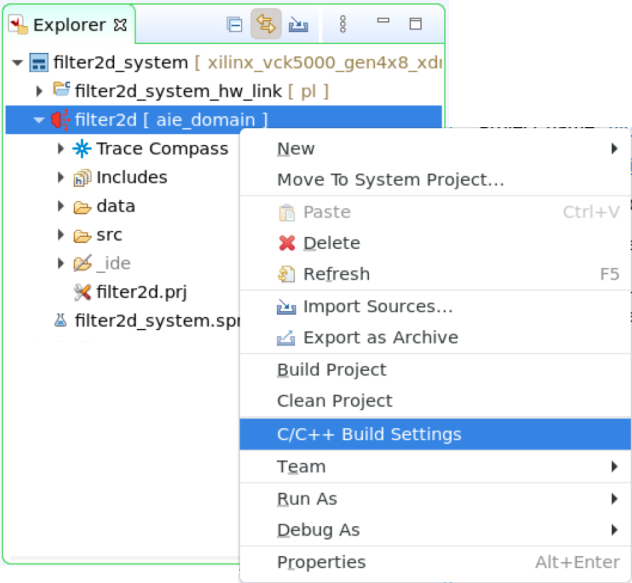 Explorer
filter2d_system [ xilinx_vck5000_gen4x8_xd
filter2d_system_hw_link [ pl ]
filter2d [ aie_domain ]
Trace Compass
Includes
data
src
_ide
filter2d.prj
filter2d_system.spr
New
Move To System Project...
Paste Ctrl+V
Delete
Refresh F5
Import Sources...
Export as Archive
Build Project
Clean Project
C/C++ Build Settings
Team
Run As
Debug As
Properties Alt+Enter